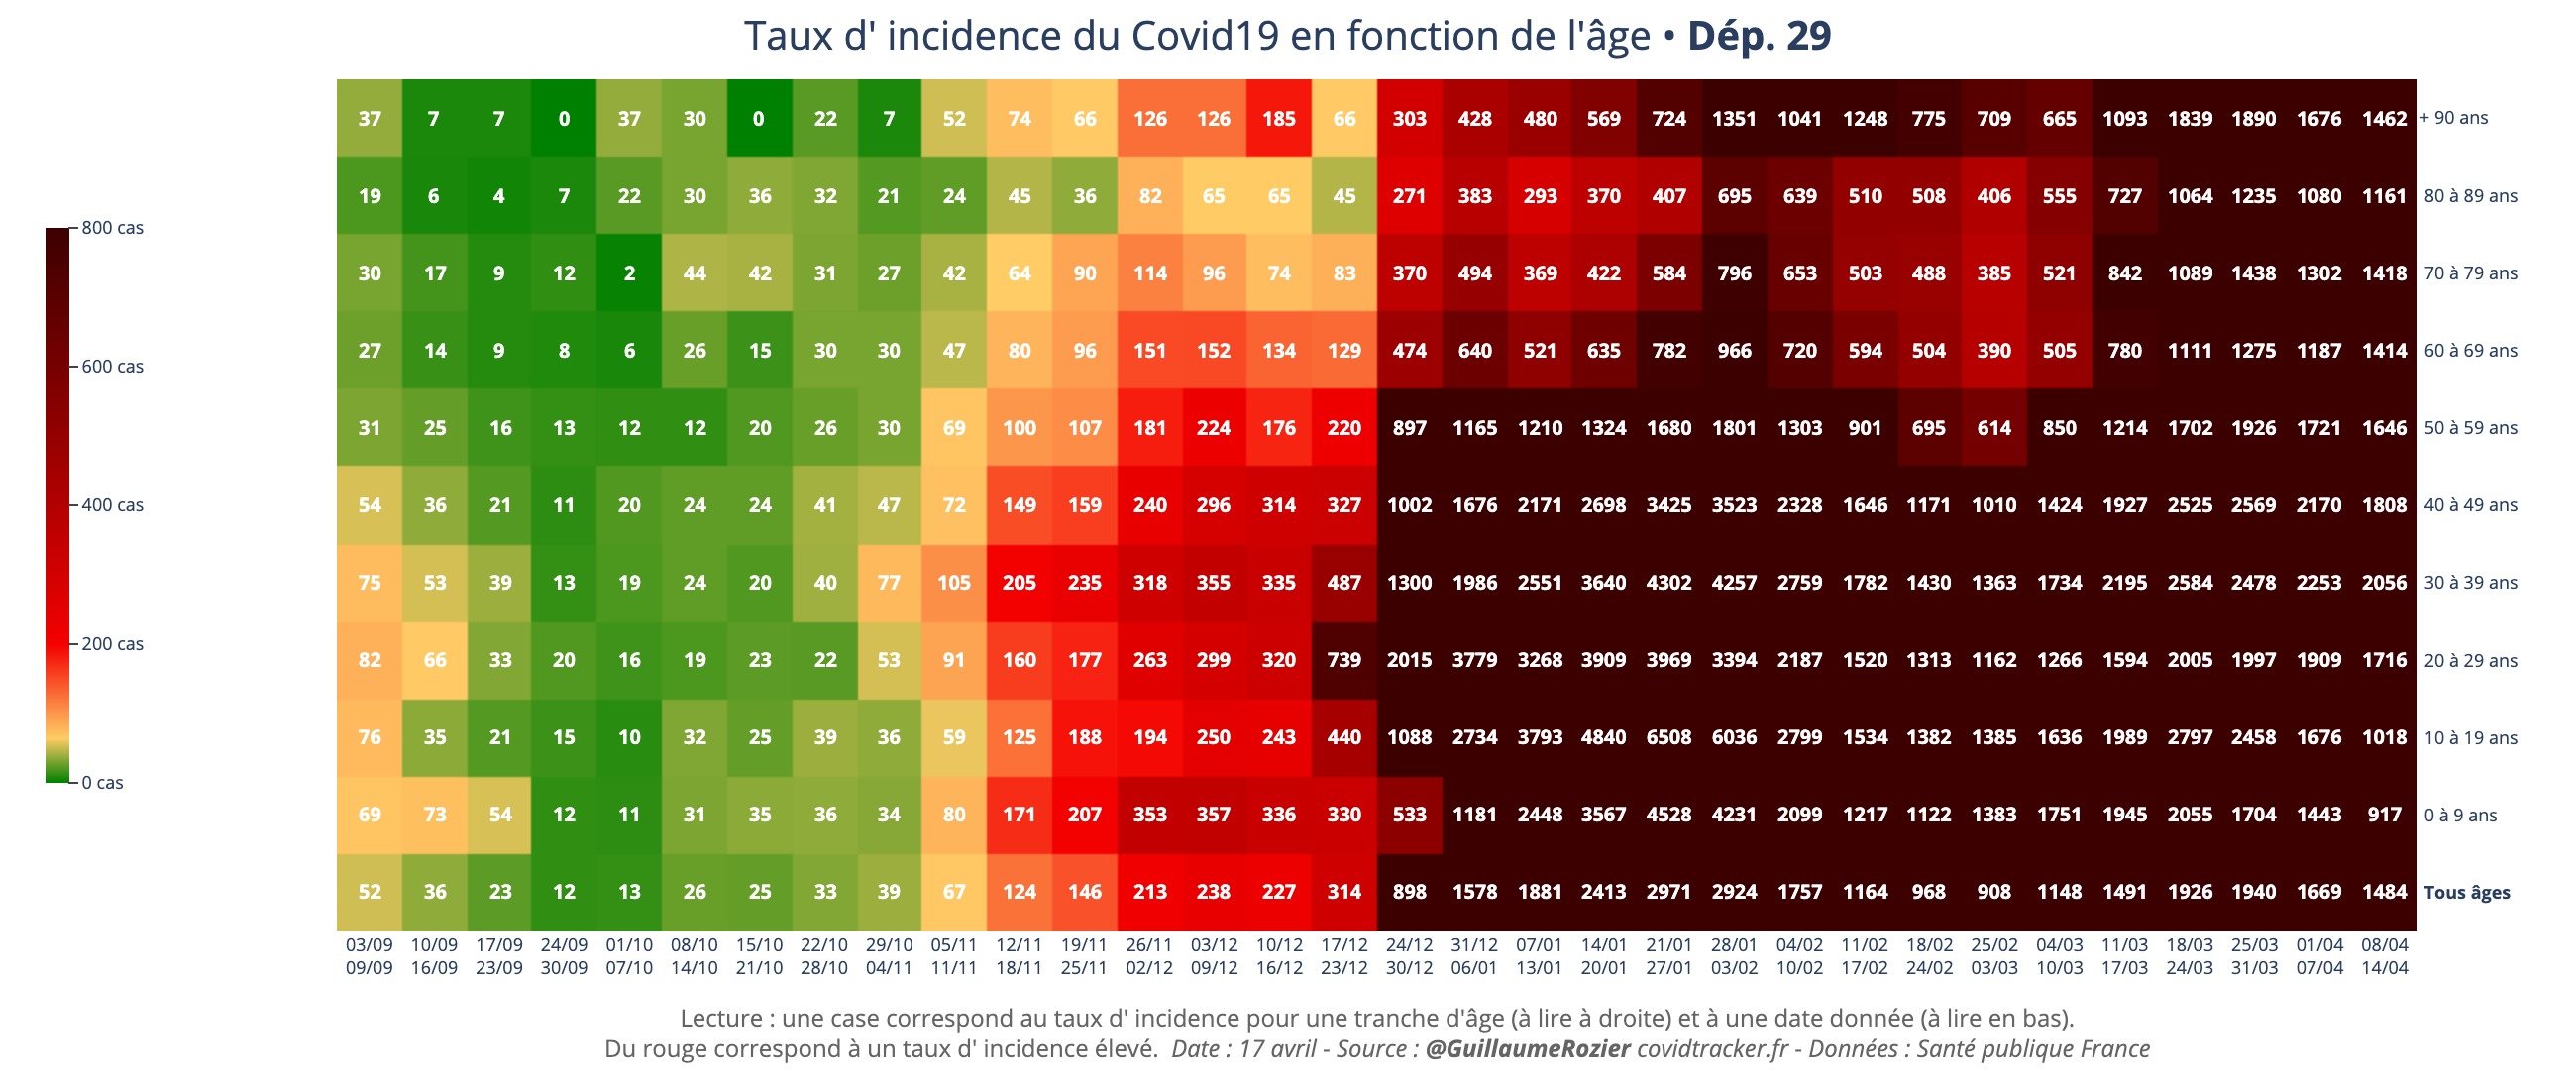 Taux d' incidence du Covid19 en fonction de l'âge • Dép. 29
800 cas
600 cas
400 cas
200 cas
0 cas
37 7 7 0 37 30 0 22 7 52 74 66 126 126 185 66 303 428 480 569 724 1351 1041 1248 775 709 665 1093 1839 1890 1676 1462 + 90 ans
19 6 4 7 22 30 36 32 21 24 45 36 82 65 65 45 271 383 293 370 407 695 639 510 508 406 555 727 1064 1235 1080 1161 80 à 89 ans
30 17 9 12 2 44 42 31 27 42 64 90 114 96 74 83 370 494 369 422 584 796 653 503 488 385 521 842 1089 1438 1302 1418 70 à 79 ans
27 14 9 8 6 26 15 30 30 47 80 96 151 152 134 129 474 640 521 635 782 966 720 594 504 390 505 780 1111 1275 1187 1414 60 à 69 ans
31 25 16 13 12 12 20 26 30 69 100 107 181 224 176 220 897 1165 1210 1324 1680 1801 1303 901 695 614 850 1214 1702 1926 1721 1646 50 à 59 ans
54 36 21 11 20 24 24 41 47 72 149 159 240 296 314 327 1002 1676 2171 2698 3425 3523 2328 1646 1171 1010 1424 1927 2525 2569 2170 1808 40 à 49 ans
75 53 39 13 19 24 20 40 77 105 205 235 318 355 335 487 1300 1986 2551 3640 4302 4257 2759 1782 1430 1363 1734 2195 2584 2478 2253 2056 30 à 39 ans
82 66 33 20 16 19 23 22 53 91 160 177 263 299 320 739 2015 3779 3268 3909 3969 3394 2187 1520 1313 1162 1266 1594 2005 1997 1909 1716 20 à 29 ans
76 35 21 15 10 32 25 39 36 59 125 188 194 250 243 440 1088 2734 3793 4840 6508 6036 2799 1534 1382 1385 1636 1989 2797 2458 1676 1018 10 à 19 ans
69 73 54 12 11 31 35 36 34 80 171 207 353 357 336 330 533 1181 2448 3567 4528 4231 2099 1217 1122 1383 1751 1945 2055 1704 1443 917 0 à 9 ans
52 36 23 12 13 26 25 33 39 67 124 146 213 238 227 314 898 1578 1881 2413 2971 2924 1757 1164 968 908 1148 1491 1926 1940 1669 1484 Tous âges
03/09 10/09 17/09 24/09 01/10 08/10 15/10 22/10 29/10 05/11 12/11 19/11 26/11 03/12 10/12 17/12 24/12 31/12 07/01 14/01 21/01 28/01 04/02 11/02 18/02 25/02 04/03 11/03 18/03 25/03 01/04 08/04
09/09 16/09 23/09 30/09 07/10 14/10 21/10 28/10 04/11 11/11 18/11 25/11 02/12 09/12 16/12 23/12 30/12 06/01 13/01 20/01 27/01 03/02 10/02 17/02 24/02 03/03 10/03 17/03 24/03 31/03 07/04 14/04
Lecture : une case correspond au taux d' incidence pour une tranche d'âge (à lire à droite) et à une date donnée (à lire en bas).
Du rouge correspond à un taux d' incidence élevé. Date : 17 avril - Source : @GuillaumeRozier covidtracker.fr - Données : Santé publique France